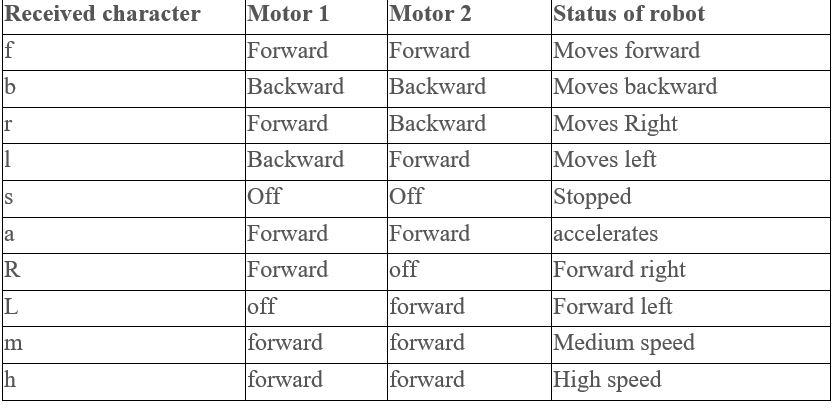 Received character Motor 1 Motor 2 Status of robot
f Forward Forward Moves forward
b Backward Backward Moves backward
r Forward Backward Moves Right
l Backward Forward Moves left
s Off Off Stopped
a Forward Forward accelerates
R Forward off Forward right
L off forward Forward left
m forward forward Medium speed
h forward forward High speed